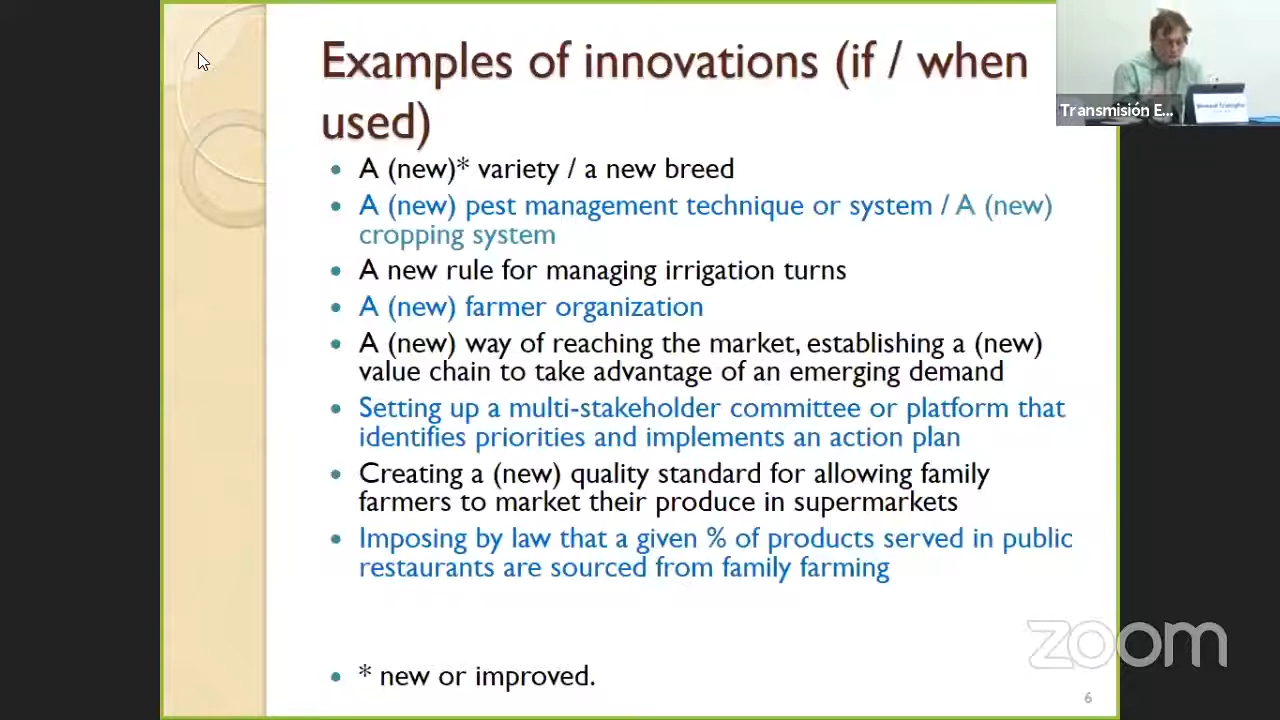 Examples of innovations (if / when
used)
Transmisión E...
• A (new)* variety / a new breed
• A (new) pest management technique or system / A (new)
cropping system
• A new rule for managing irrigation turns
• A (new) farmer organization
• A (new) way of reaching the market, establishing a (new)
value chain to take advantage of an emerging demand
• Setting up a multi-stakeholder committee or platform that
identifies priorities and implements an action plan
• Creating a (new) quality standard for allowing family
farmers to market their produce in supermarkets
• Imposing by law that a given % of products served in public
restaurants are sourced from family farming
zoom
• * new or improved.
6